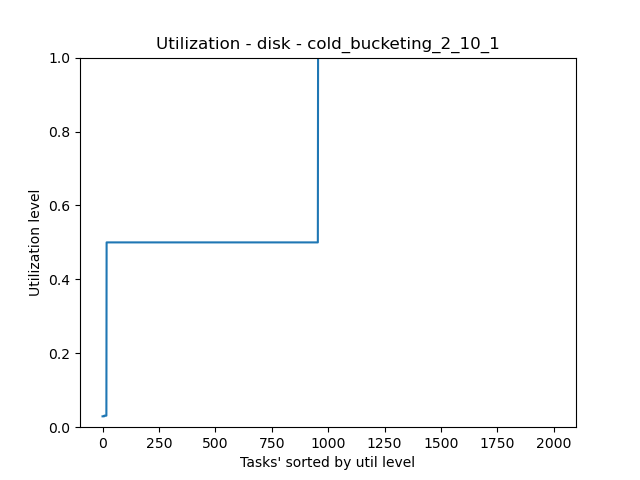 Utilization - disk - cold_bucketing_2_10_1
1.0
0.8
0.6
0.4
0.2
0.0
Utilization level
0 250 500 750 1000 1250 1500 1750 2000
Tasks' sorted by util level